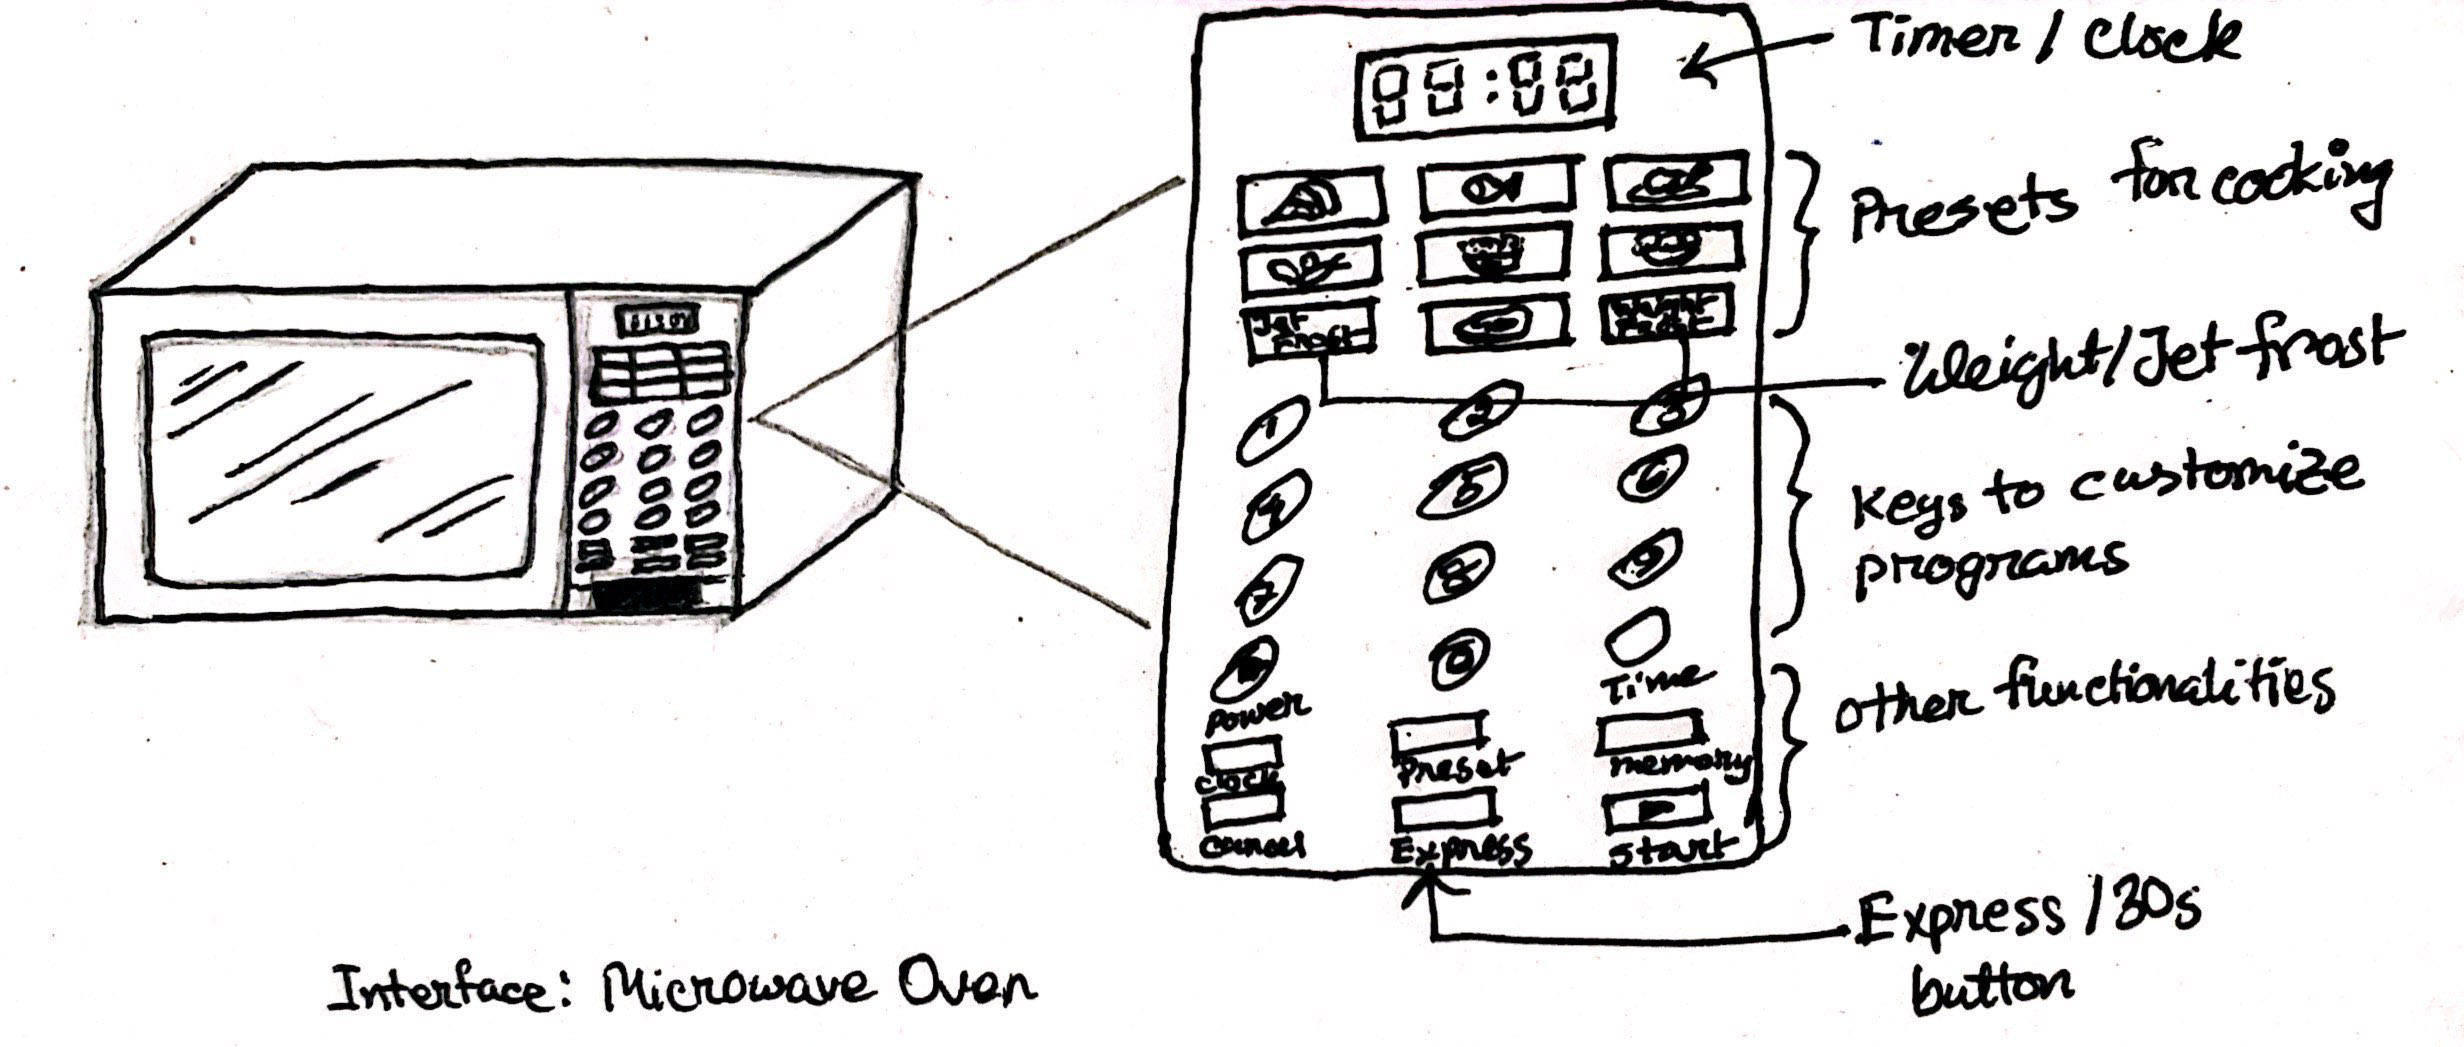 Timer / Clock
Presets for cooking
Jet
Frost
Weight
Frost
Weight/Jet frost
1 2 3
4 5 6
7 8 9
0
Power
Time
Keys to customize
programs
Clock Preset memory
Cancel Express Start
Other functionalities
Express / 30s
button
Interface: Microwave Oven